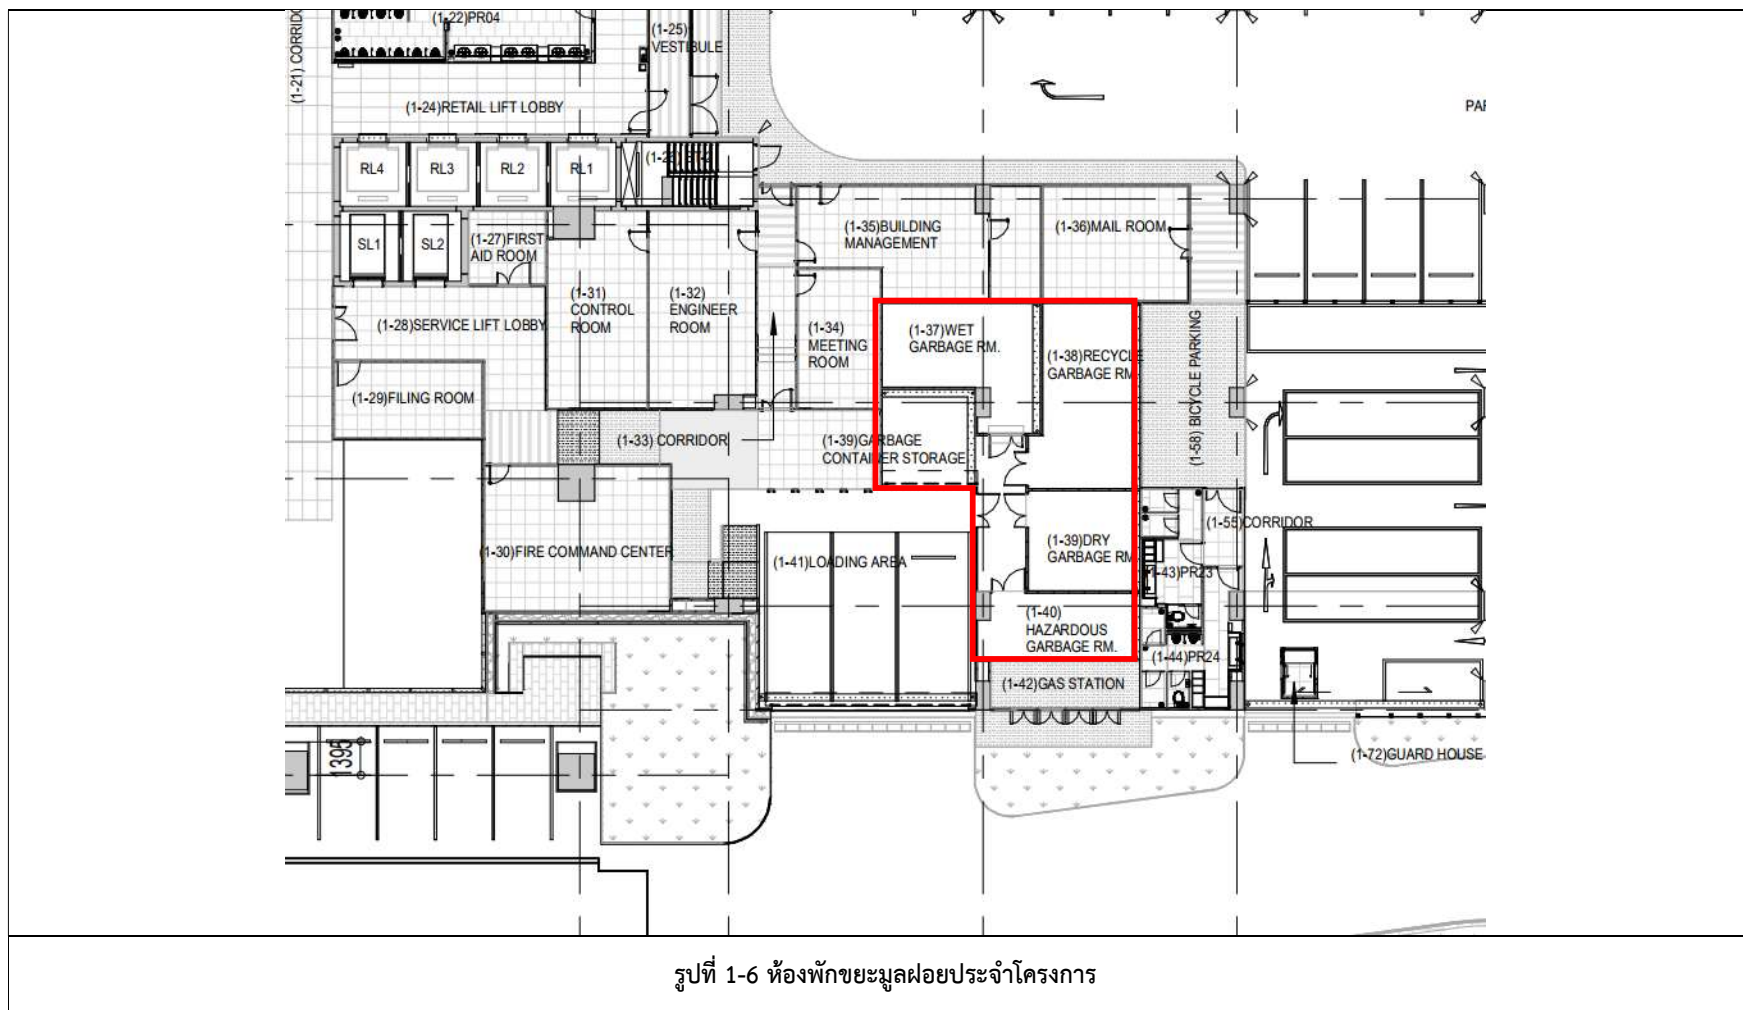 (1-22)PR04
(1-25)
VESTIBULE
(1-21) CORRIDO
(1-24)RETAIL LIFT LOBBY
PAR
RL4
RL3
RL2
RL1
SL1
SL2
(1-27)FIRST
AID ROOM
(1-35)BUILDING
MANAGEMENT
(1-36)MAIL ROOM
(1-31)
CONTROL
ROOM
(1-32)
ENGINEER
ROOM
(1-28)SERVICE LIFT LOBBY
(1-34)
MEETING
ROOM
(1-37)WET
GARBAGE RM.
(1-38)RECYCLE
GARBAGE RM.
(1-58) BICYCLE PARKING
(1-29)FILING ROOM
(1-33) CORRIDOR
(1-39)GARBAGE
CONTAINER STORAGE
(1-55)CORRIDOR
(1-30)FIRE COMMAND CENTER
(1-41)LOADING AREA
(1-39)DRY
GARBAGE RM.
(1-43)PR23
(1-40)
HAZARDOUS
GARBAGE RM.
(1-44)PR24
(1-42)GAS STATION
(1-72)GUARD HOUSE
1395
รูปที่ 1-6 ห้องพักขยะมูลฝอยประจำโครงการ